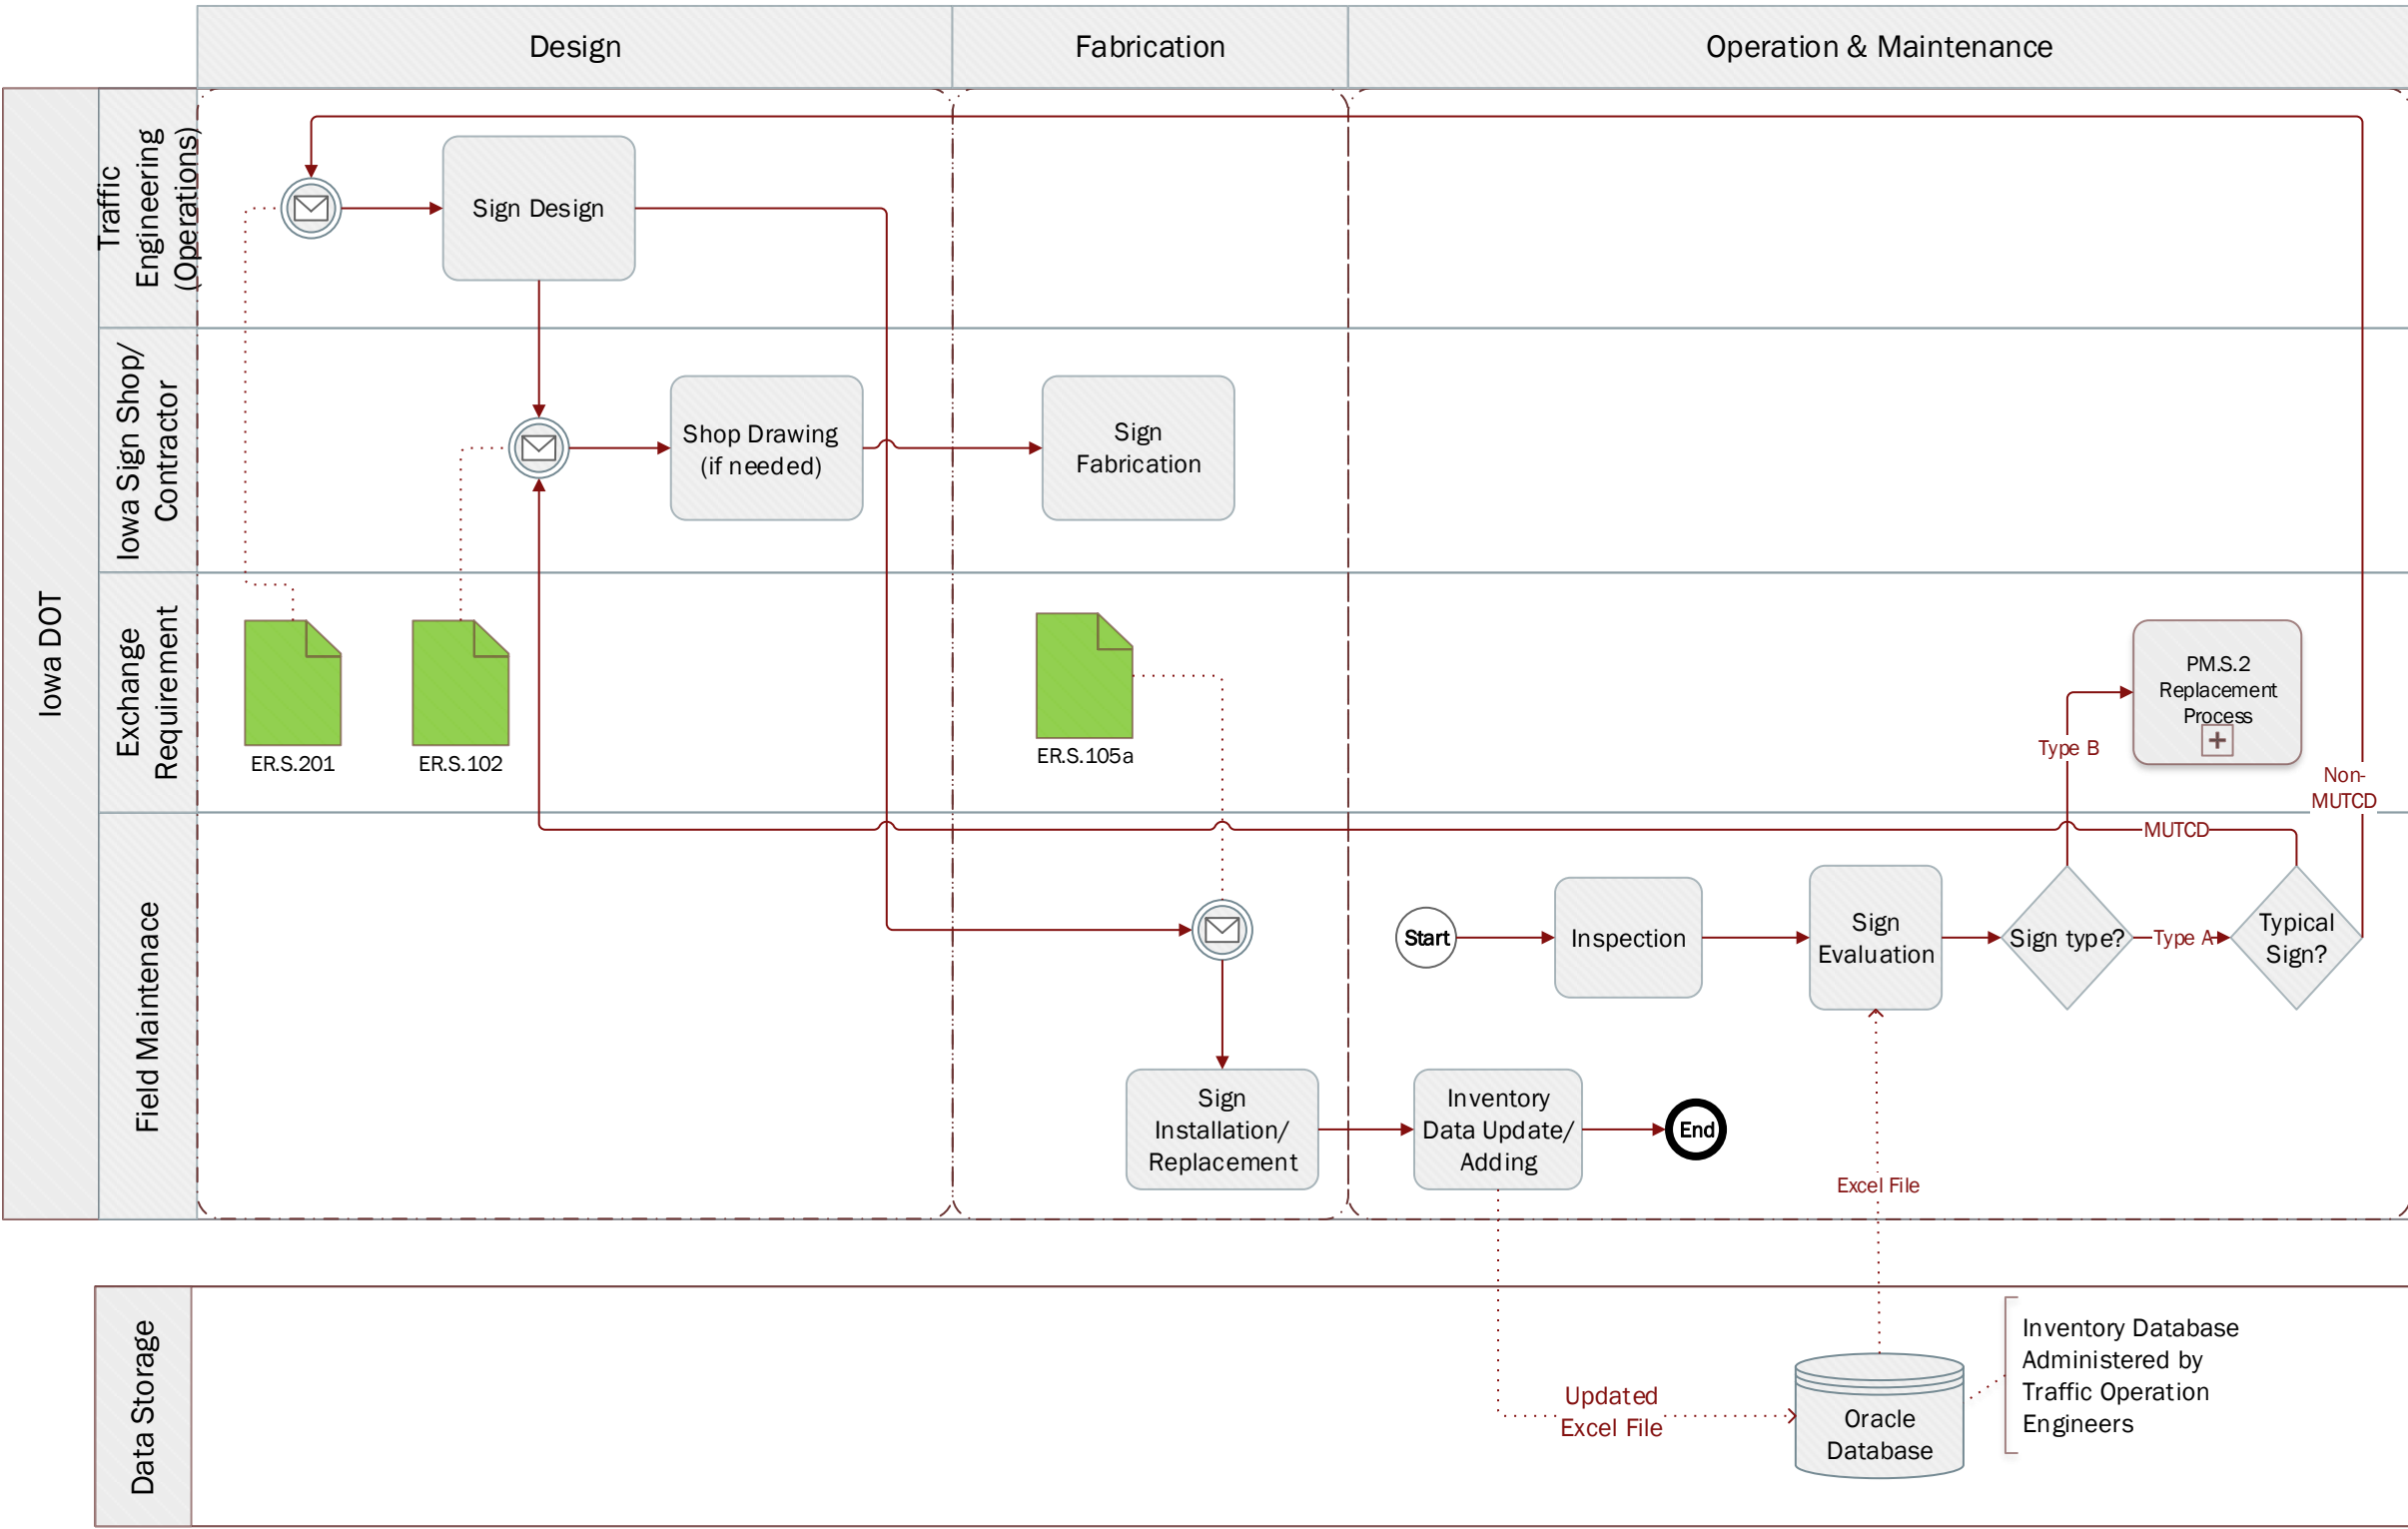 Design
Fabrication
Operation & Maintenance
Iowa DOT
Traffic
Engineering
(Operations)
Sign Design
Iowa Sign Shop/
Contractor
Shop Drawing
(if needed)
Sign
Fabrication
Exchange
Requirement
ER.S.201
ER.S.102
ER.S.105a
PM.S.2
Replacement
Process
Type B
Non-
MUTCD
MUTCD
Field Maintenace
Start
Inspection
Sign
Evaluation
Sign type?
Type A
Typical
Sign?
Sign
Installation/
Replacement
Inventory
Data Update/
Adding
End
Excel File
Data Storage
Updated
Excel File
Oracle
Database
Inventory Database
Administered by
Traffic Operation
Engineers